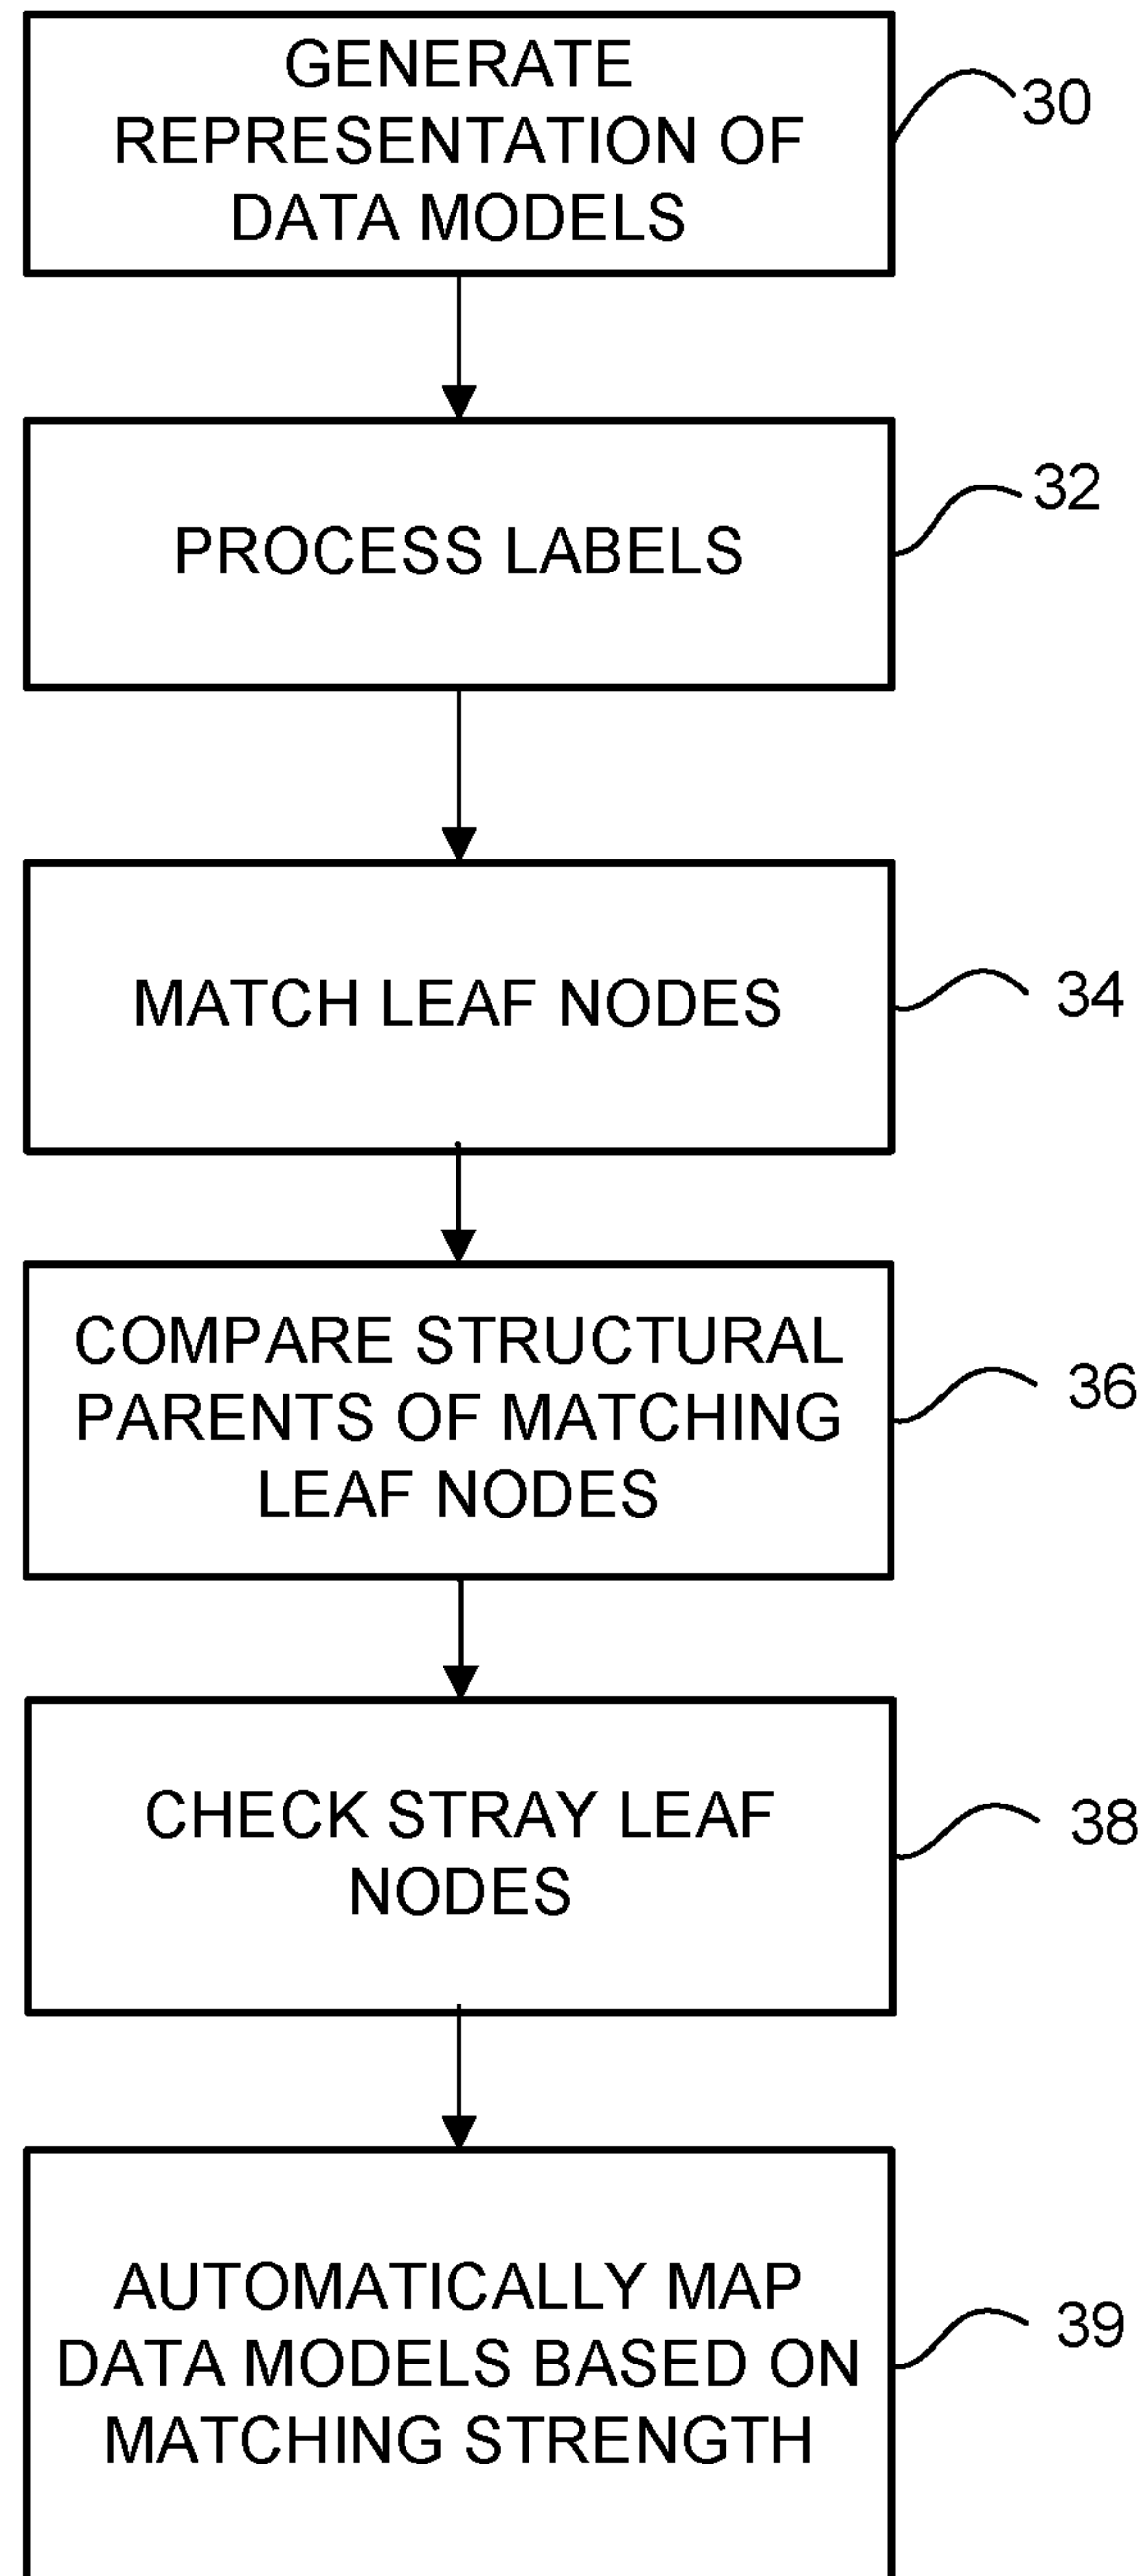 GENERATE
REPRESENTATION OF
DATA MODELS
30
PROCESS LABELS
32
MATCH LEAF NODES
34
COMPARE STRUCTURAL
PARENTS OF MATCHING
LEAF NODES
36
CHECK STRAY LEAF
NODES
38
AUTOMATICALLY MAP
DATA MODELS BASED ON
MATCHING STRENGTH
39